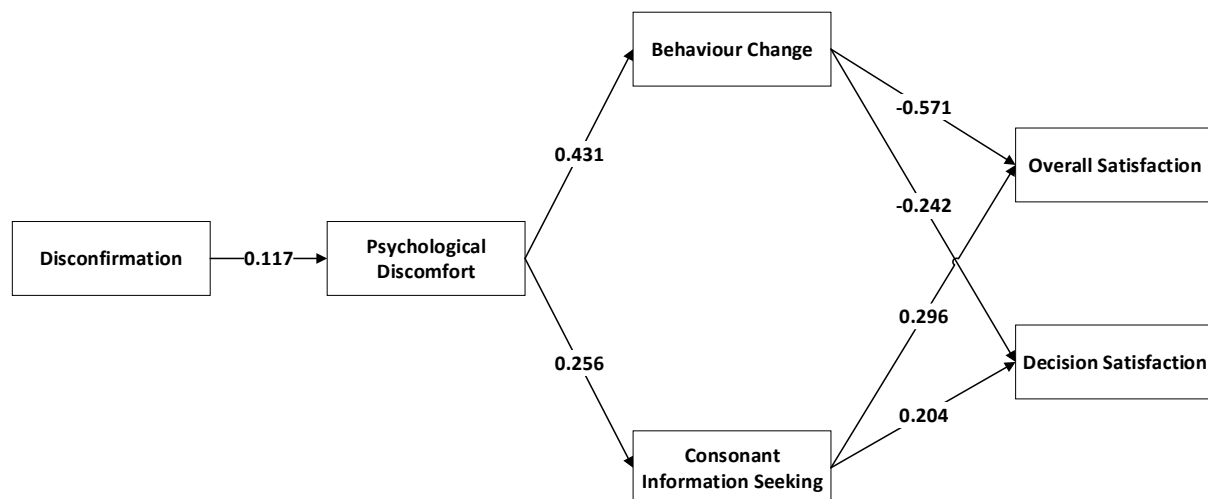 Behaviour Change
-0.571
Overall Satisfaction
0.431
-0.242
Disconfirmation
0.117
Psychological
Discomfort
0.296
0.256
Decision Satisfaction
0.204
Consonant
Information Seeking